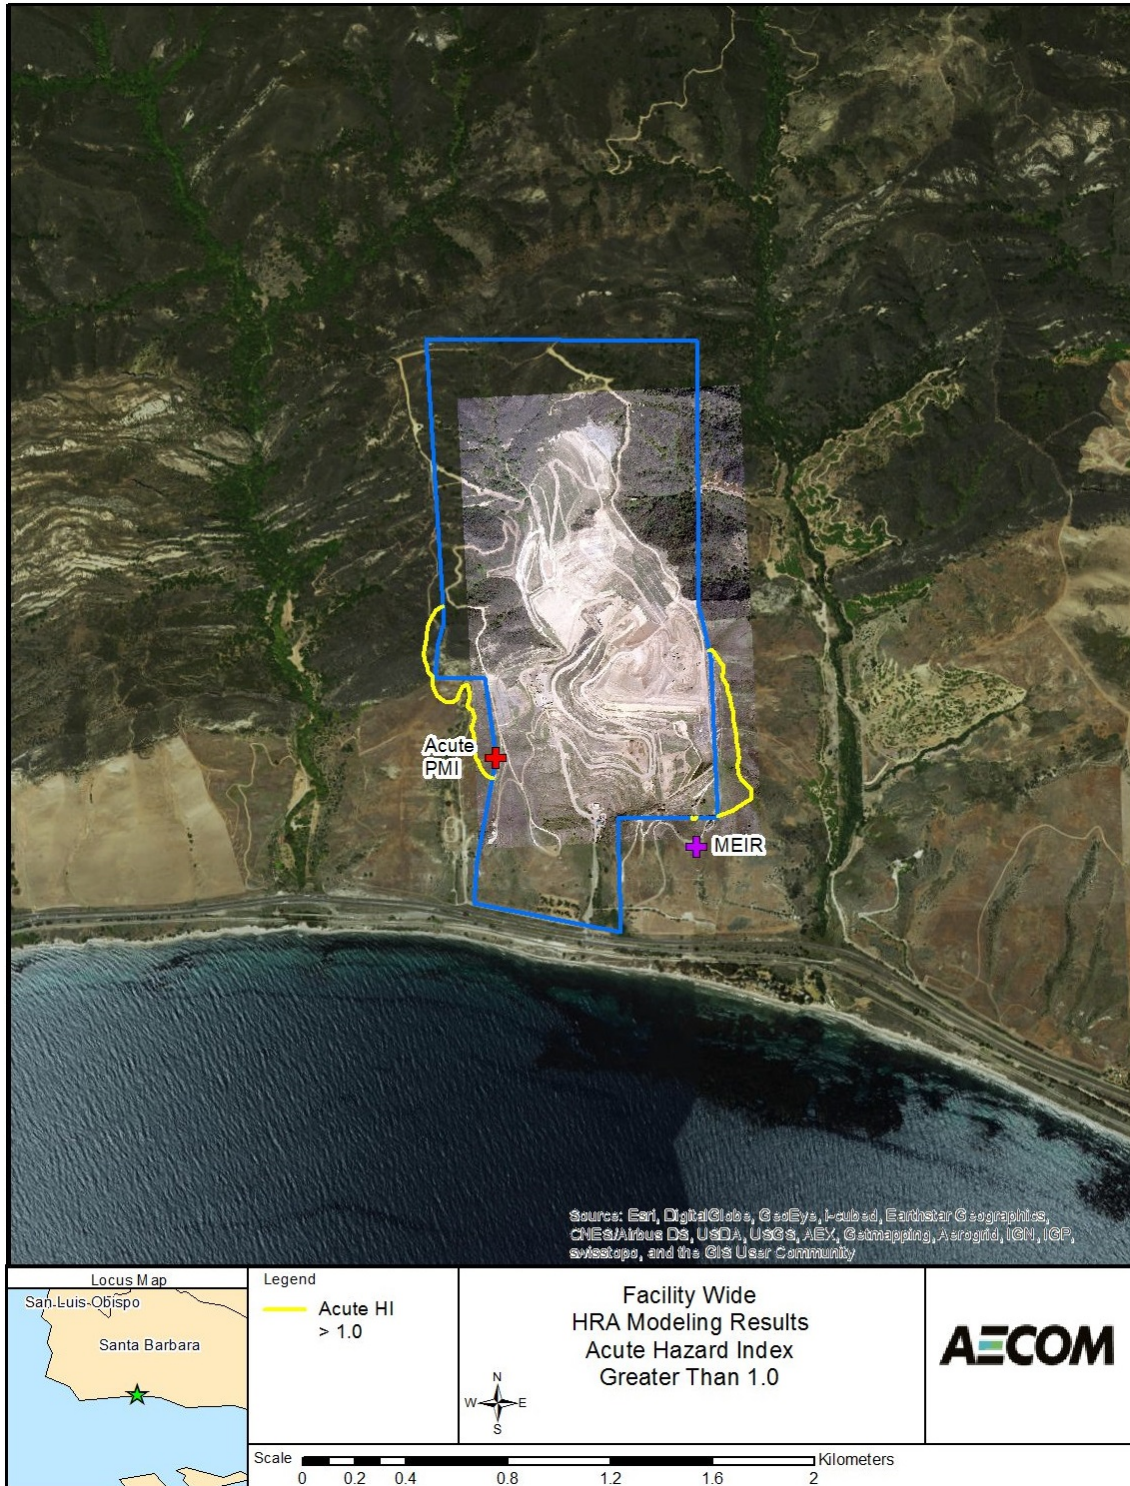 Acute
PMI
MEIR
Source: Esri, DigitalGlobe, GeoEye, i-cubed, Earthstar Geographics,
CNES/Airbus DS, USDA, USGS, AEX, Getmapping, Aerogrid, IGN, IGP,
swisstopo, and the GIS User Community
Locus Map
San Luis Obispo
Santa Barbara
Legend
Acute HI
> 1.0
N
W E
S
Facility Wide
HRA Modeling Results
Acute Hazard Index
Greater Than 1.0
AECOM
Scale
Kilometers
0 0.2 0.4 0.8 1.2 1.6 2